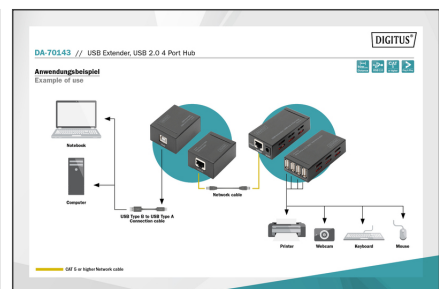 DIGITUS®
DA-70143 // USB Extender, USB 2.0 4 Port Hub
Anwendungsbeispiel
Example of use
Notebook
Computer
USB Type B to USB Type A
Connection cable
Network cable
Printer
Webcam
Keyboard
Mouse
CAT 5 or higher Network cable